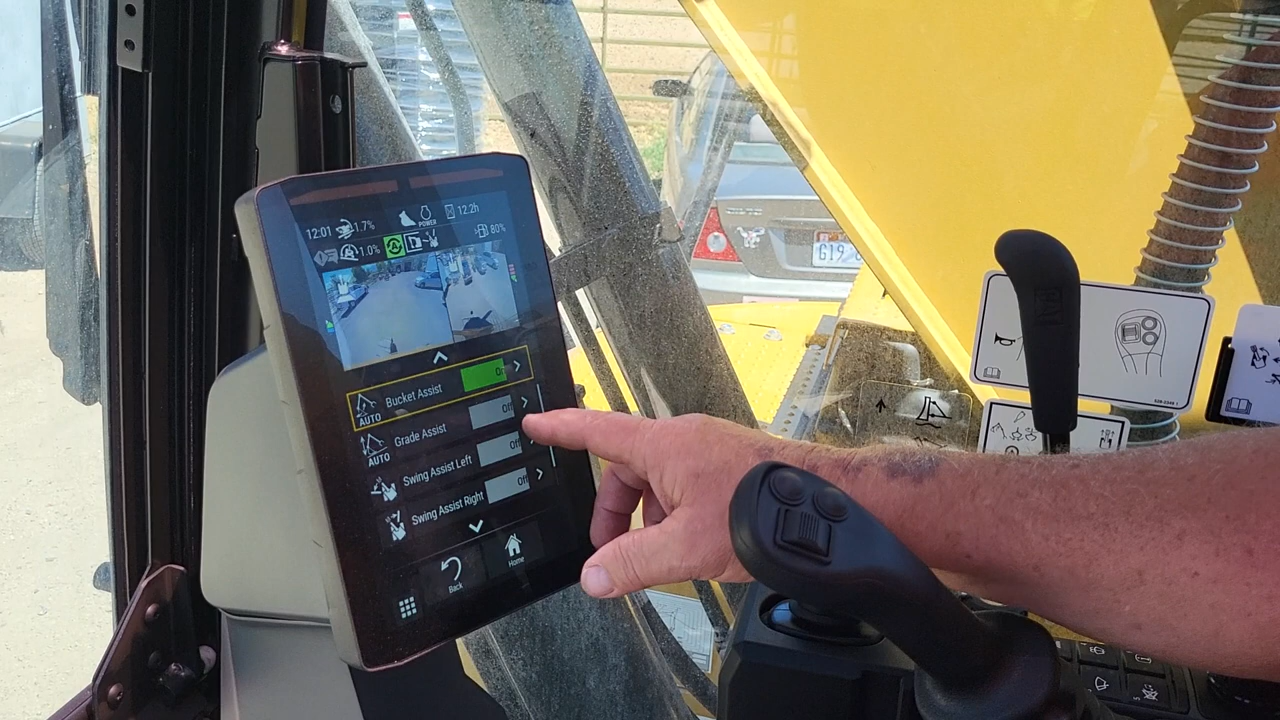 12:01 1.7% POWER 12.2h
1.0% 80%
Bucket Assist
AUTO
Grade Assist Off
AUTO
Swing Assist Left Off
Swing Assist Right Off
Back
Home
G19